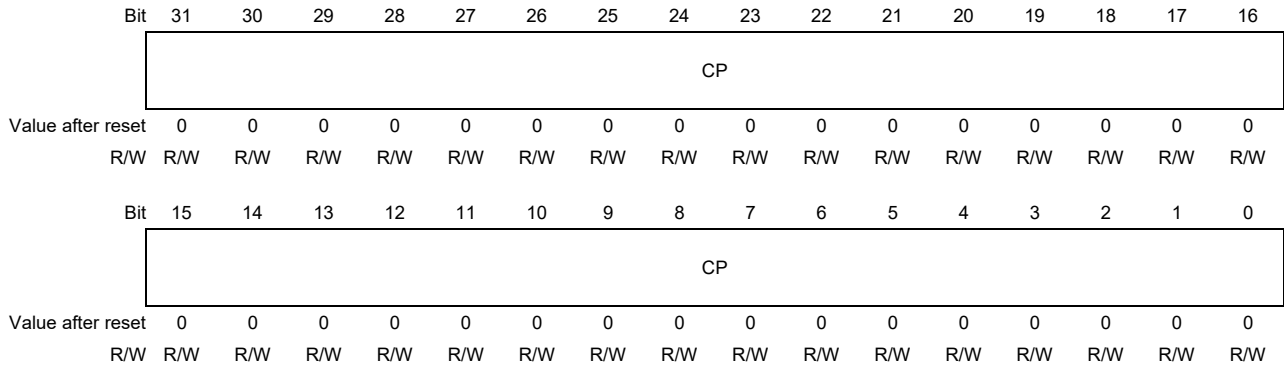 Bit 31 30 29 28 27 26 25 24 23 22 21 20 19 18 17 16
CP
Value after reset 0 0 0 0 0 0 0 0 0 0 0 0 0 0 0 0
R/W R/W R/W R/W R/W R/W R/W R/W R/W R/W R/W R/W R/W R/W R/W R/W R/W
Bit 15 14 13 12 11 10 9 8 7 6 5 4 3 2 1 0
CP
Value after reset 0 0 0 0 0 0 0 0 0 0 0 0 0 0 0 0
R/W R/W R/W R/W R/W R/W R/W R/W R/W R/W R/W R/W R/W R/W R/W R/W R/W